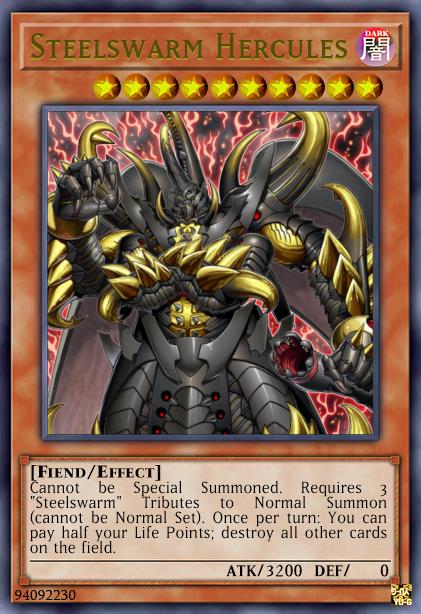 STEELSWARM HERCULES
DARK
闇
[FIEND/EFFECT]
Cannot be Special Summoned. Requires 3
"Steelswarm" Tributes to Normal Summon
(cannot be Normal Set). Once per turn: You can
pay half your Life Points; destroy all other cards
on the field.
ATK/3200 DEF/ 0
94092230